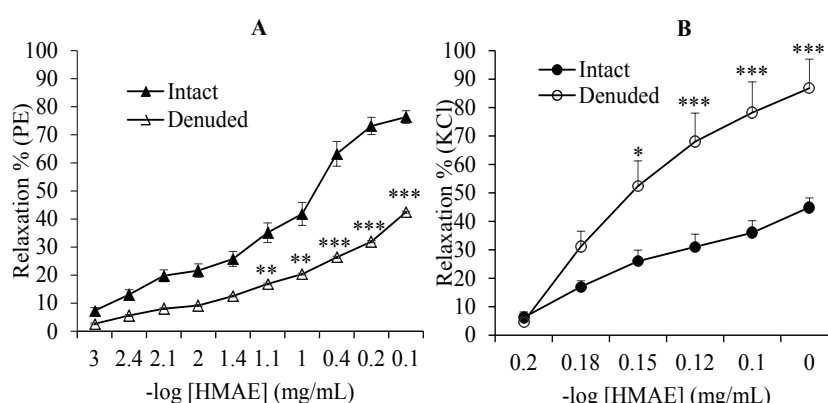 A
Relaxation % (PE)
100
90
80
70
60
50
40
30
20
10
0
Intact
Denuded
** ** *** *** ***
3 2.4 2.1 2 1.4 1.1 1 0.4 0.2 0.1
-log [HMAE] (mg/mL)
B
Relaxation % (KCl)
100
90
80
70
60
50
40
30
20
10
0
Intact
Denuded
* *** *** ***
0.2 0.18 0.15 0.12 0.1 0
-log [HMAE] (mg/mL)